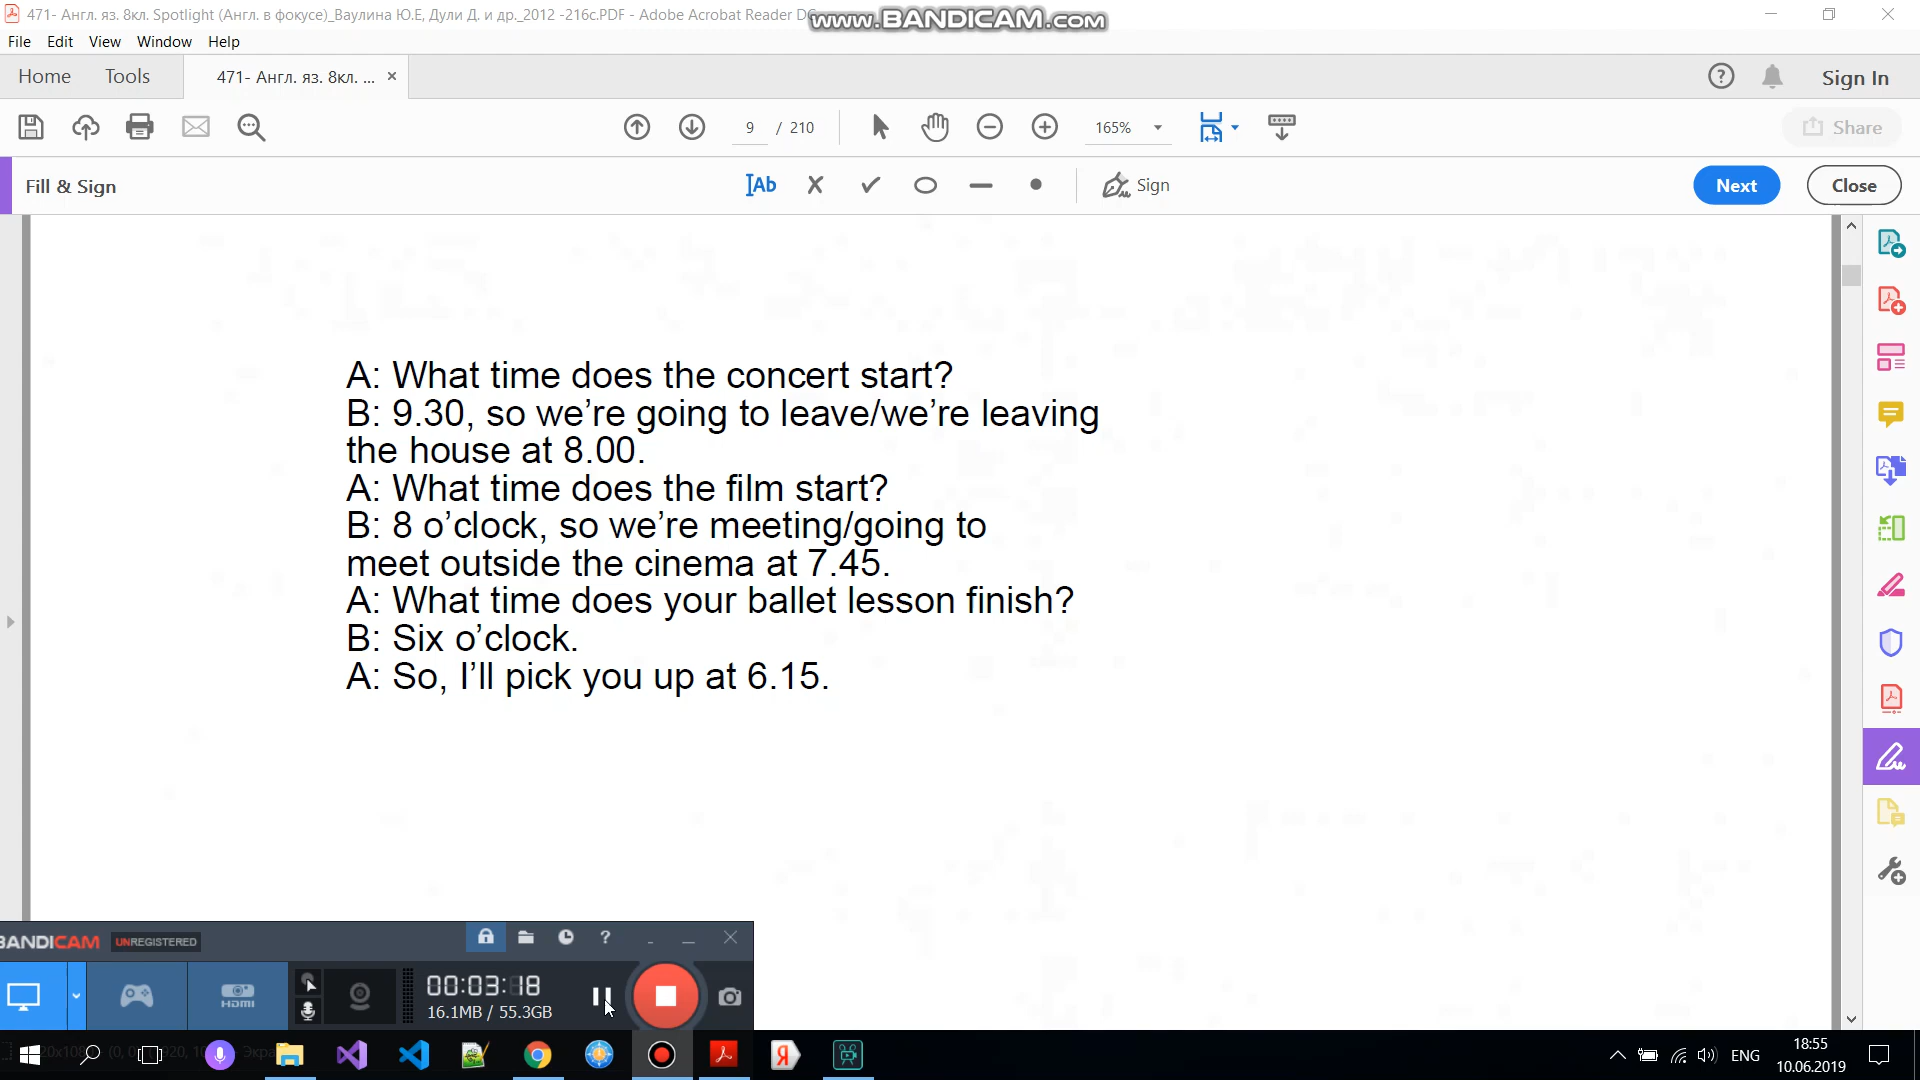 471- Англ. яз. 8кл. Spotlight (Англ. в фокусе)_Ваулина Ю.Е, Дули Д. и др._2012 -216с.PDF - Adobe Acrobat Reader DC
www.BANDICAM.COM
File Edit View Window Help
Home Tools 471- Англ. яз. 8кл. ... × Sign In
9 / 210 165% Share
Fill & Sign Ab Sign Next Close
A: What time does the concert start?
B: 9.30, so we’re going to leave/we’re leaving
the house at 8.00.
A: What time does the film start?
B: 8 o’clock, so we’re meeting/going to
meet outside the cinema at 7.45.
A: What time does your ballet lesson finish?
B: Six o’clock.
A: So, I’ll pick you up at 6.15.
BANDICAM UNREGISTERED
HDMI
00:03:18
16.1MB / 55.3GB
ENG
18:55
10.06.2019